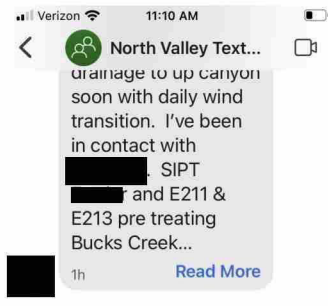 Verizon 11:10 AM
North Valley Text...
drainage to up canyon
soon with daily wind
transition. I've been
in contact with
. SIPT
and E211 &
E213 pre treating
Bucks Creek...
1h Read More